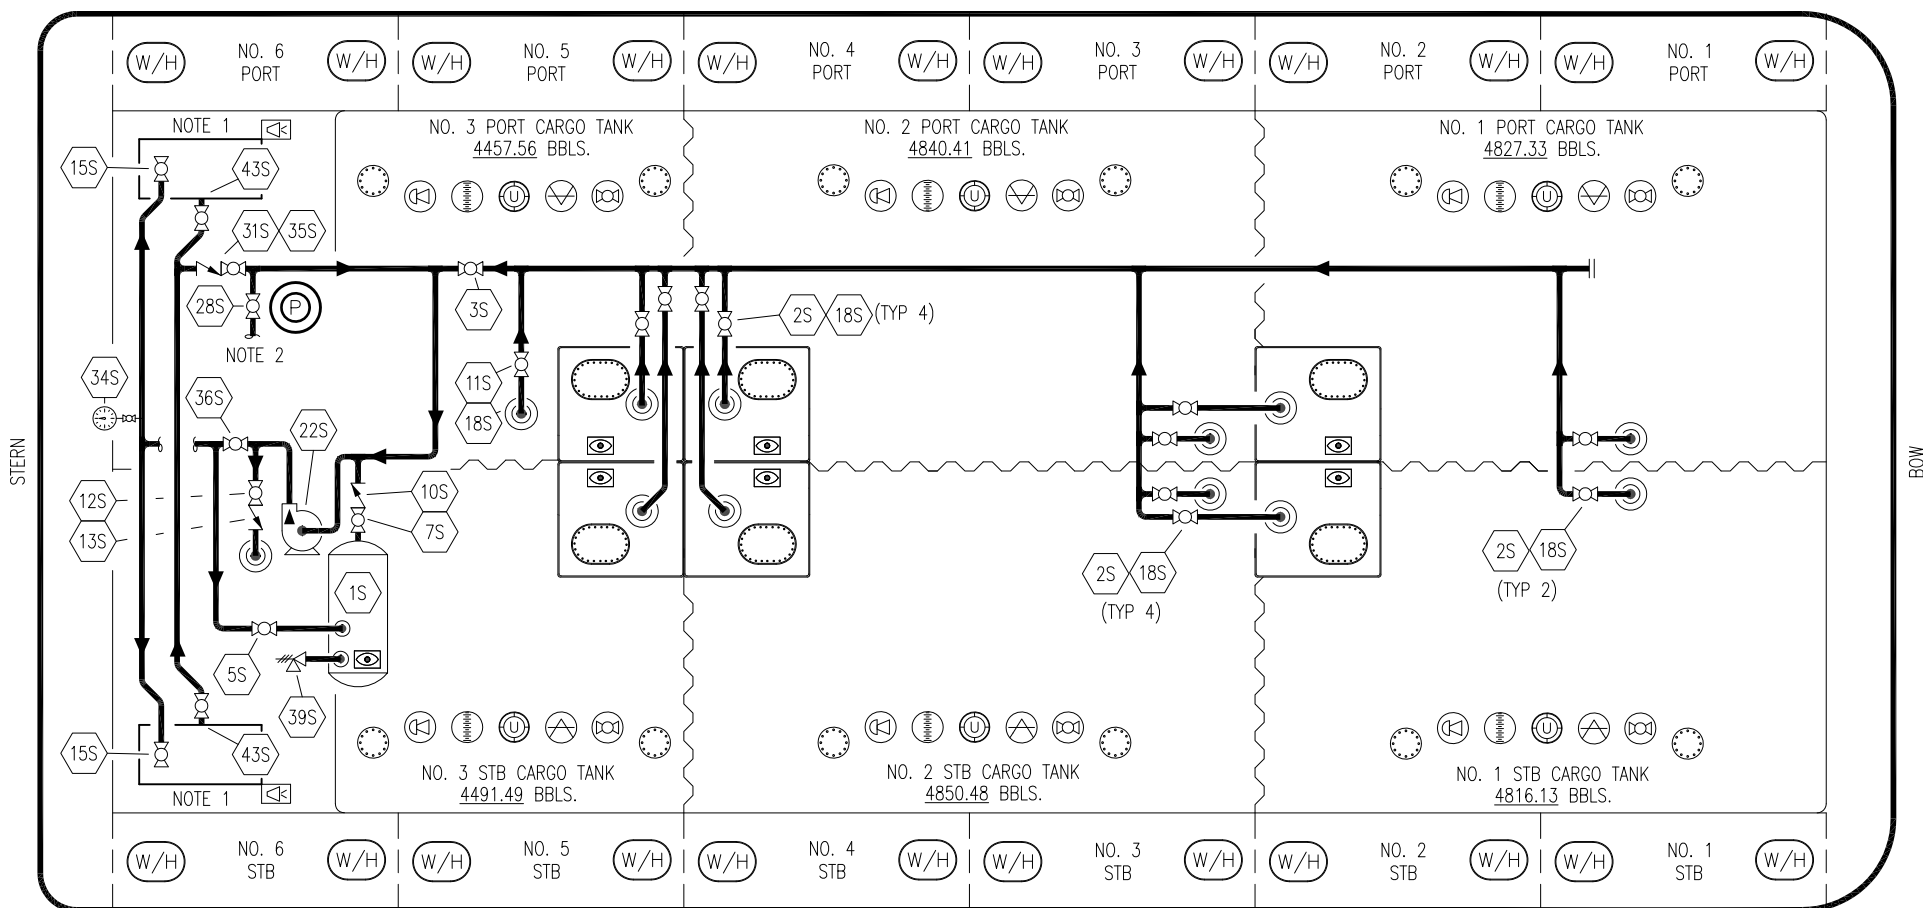 NO. 6
PORT
W/H
W/H
NO. 5
PORT
W/H
W/H
NO. 4
PORT
W/H
W/H
NO. 3
PORT
W/H
W/H
NO. 2
PORT
W/H
W/H
NO. 1
PORT
W/H
W/H
NOTE 1
NO. 3 PORT CARGO TANK
4457.56 BBLS.
NO. 2 PORT CARGO TANK
4840.41 BBLS.
NO. 1 PORT CARGO TANK
4827.33 BBLS.
15S
43S
U
U
U
31S
35S
28S
P
3S
2S
18S
(TYP 4)
NOTE 2
34S
36S
22S
11S
18S
STERN
BOW
12S
13S
10S
7S
1S
2S
18S
(TYP 4)
2S
18S
(TYP 2)
5S
39S
15S
43S
U
U
U
NOTE 1
NO. 3 STB CARGO TANK
4491.49 BBLS.
NO. 2 STB CARGO TANK
4850.48 BBLS.
NO. 1 STB CARGO TANK
4816.13 BBLS.
W/H
NO. 6
STB
W/H
W/H
NO. 5
STB
W/H
W/H
NO. 4
STB
W/H
W/H
NO. 3
STB
W/H
W/H
NO. 2
STB
W/H
W/H
NO. 1
STB
W/H